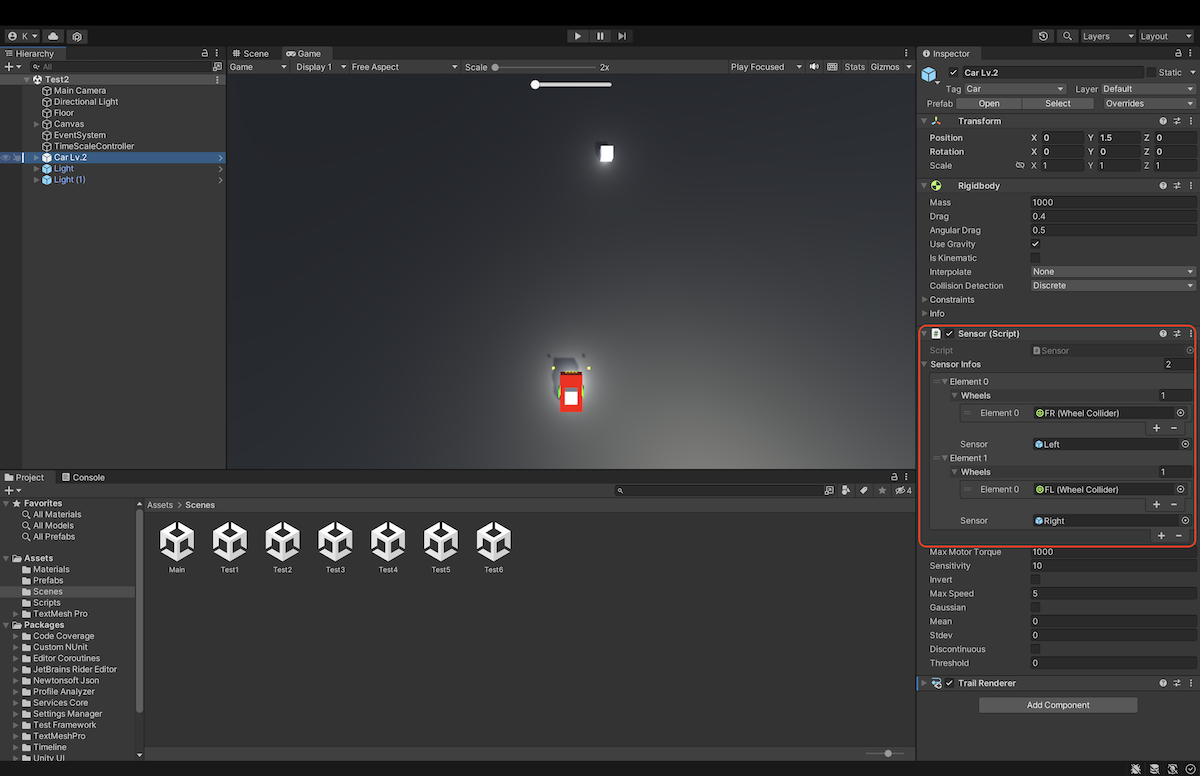 K
Layers
Layout
Hierarchy
All
Test2
Main Camera
Directional Light
Floor
Canvas
EventSystem
TimeScaleController
Car Lv.2
Light
Light (1)
Scene
Game
Game
Display 1
Free Aspect
Scale
2x
Play Focused
Stats
Gizmos
Inspector
Car Lv.2
Static
Tag Car
Layer Default
Prefab Open Select Overrides
Transform
Position X 0 Y 1.5 Z 0
Rotation X 0 Y 0 Z 0
Scale X 1 Y 1 Z 1
Rigidbody
Mass 1000
Drag 0.4
Angular Drag 0.5
Use Gravity
Is Kinematic
Interpolate None
Collision Detection Discrete
Constraints
Info
# Sensor (Script)
Script Sensor
Sensor Infos 2
Element 0
Wheels 1
Element 0 FR (Wheel Collider)
Sensor Left
Element 1
Wheels 1
Element 0 FL (Wheel Collider)
Sensor Right
Max Motor Torque 1000
Sensitivity 10
Invert
Max Speed 5
Gaussian
Mean 0
Stdev 0
Discontinuous
Threshold 0
Trail Renderer
Add Component
Project
Console
4
Favorites
All Materials
All Models
All Prefabs
Assets
Materials
Prefabs
Scenes
Scripts
TextMesh Pro
Packages
Code Coverage
Custom NUnit
Editor Coroutines
JetBrains Rider Editor
Newtonsoft Json
Profile Analyzer
Services Core
Settings Manager
Test Framework
TextMeshPro
Timeline
Unity UI
Assets > Scenes
Main
Test1
Test2
Test3
Test4
Test5
Test6